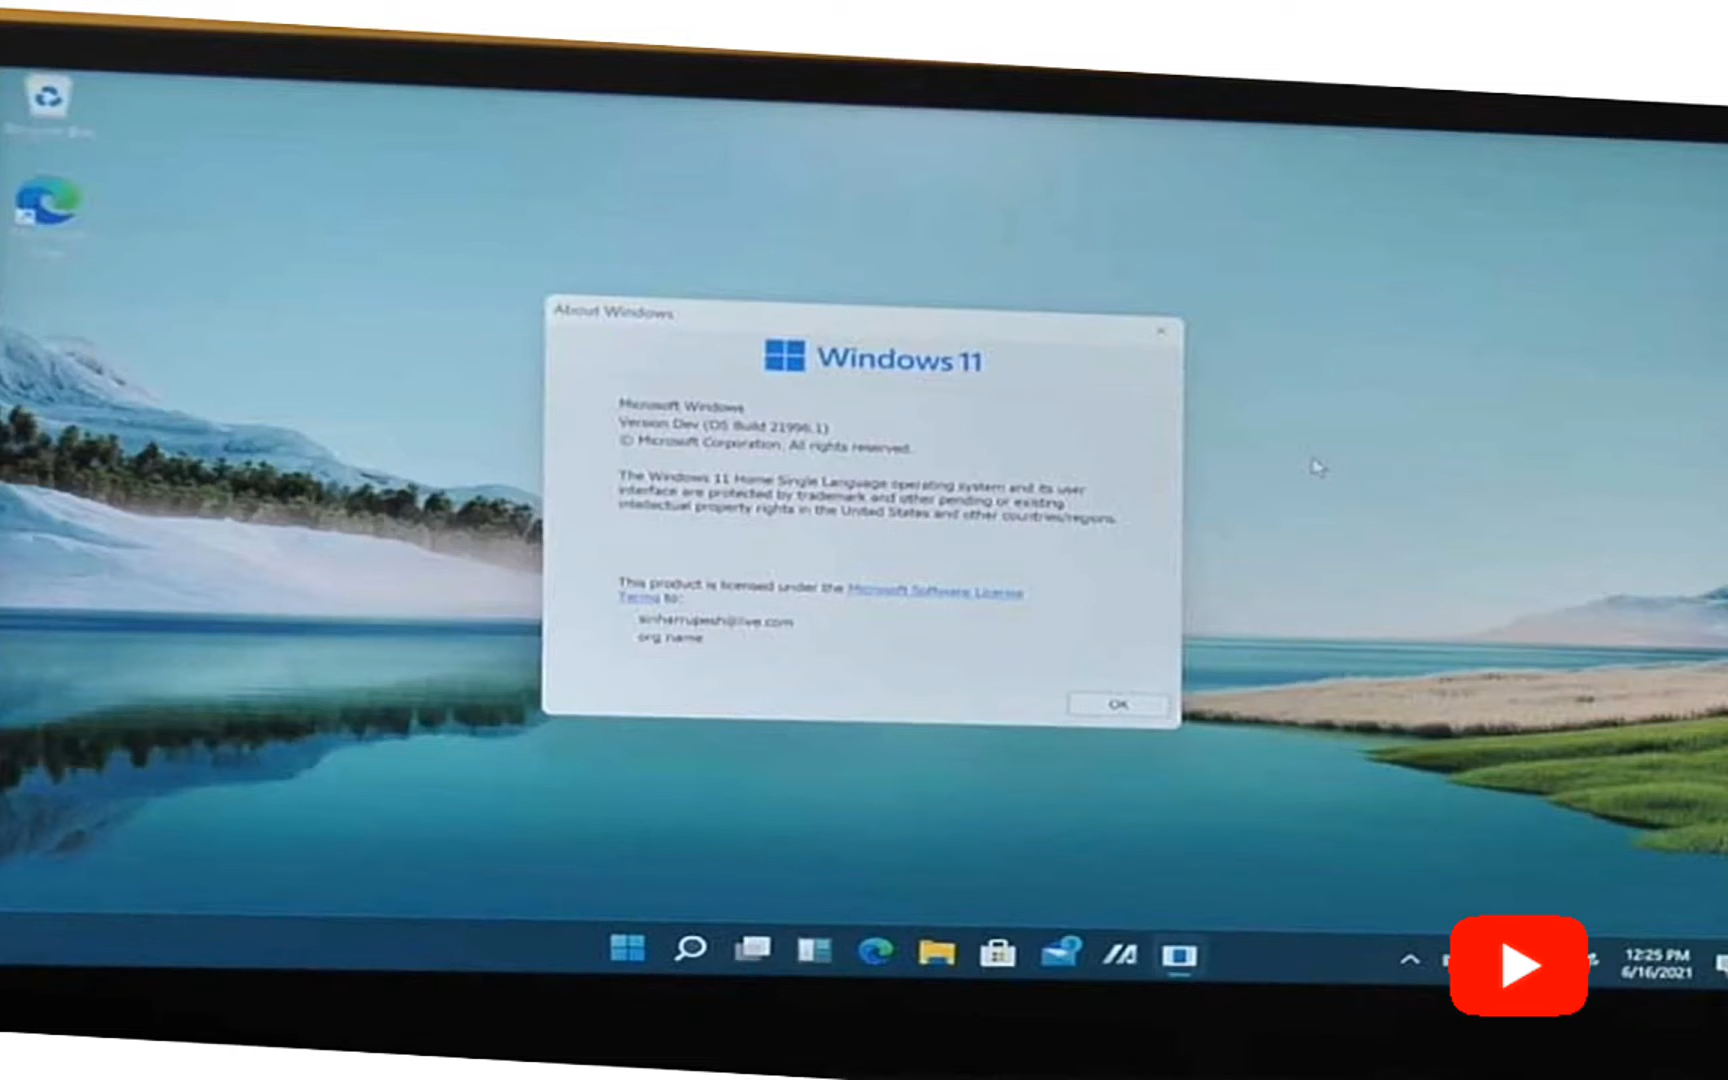 About Windows
Windows 11
Microsoft Windows
Version Dev (OS Build 21996.1)
© Microsoft Corporation. All rights reserved.
The Windows 11 Home Single Language operating system and its user
interface are protected by trademark and other pending or existing
intellectual property rights in the United States and other countries/regions.
This product is licensed under the Microsoft Software License
Terms to:
org name
OK
12:25 PM
6/16/2021